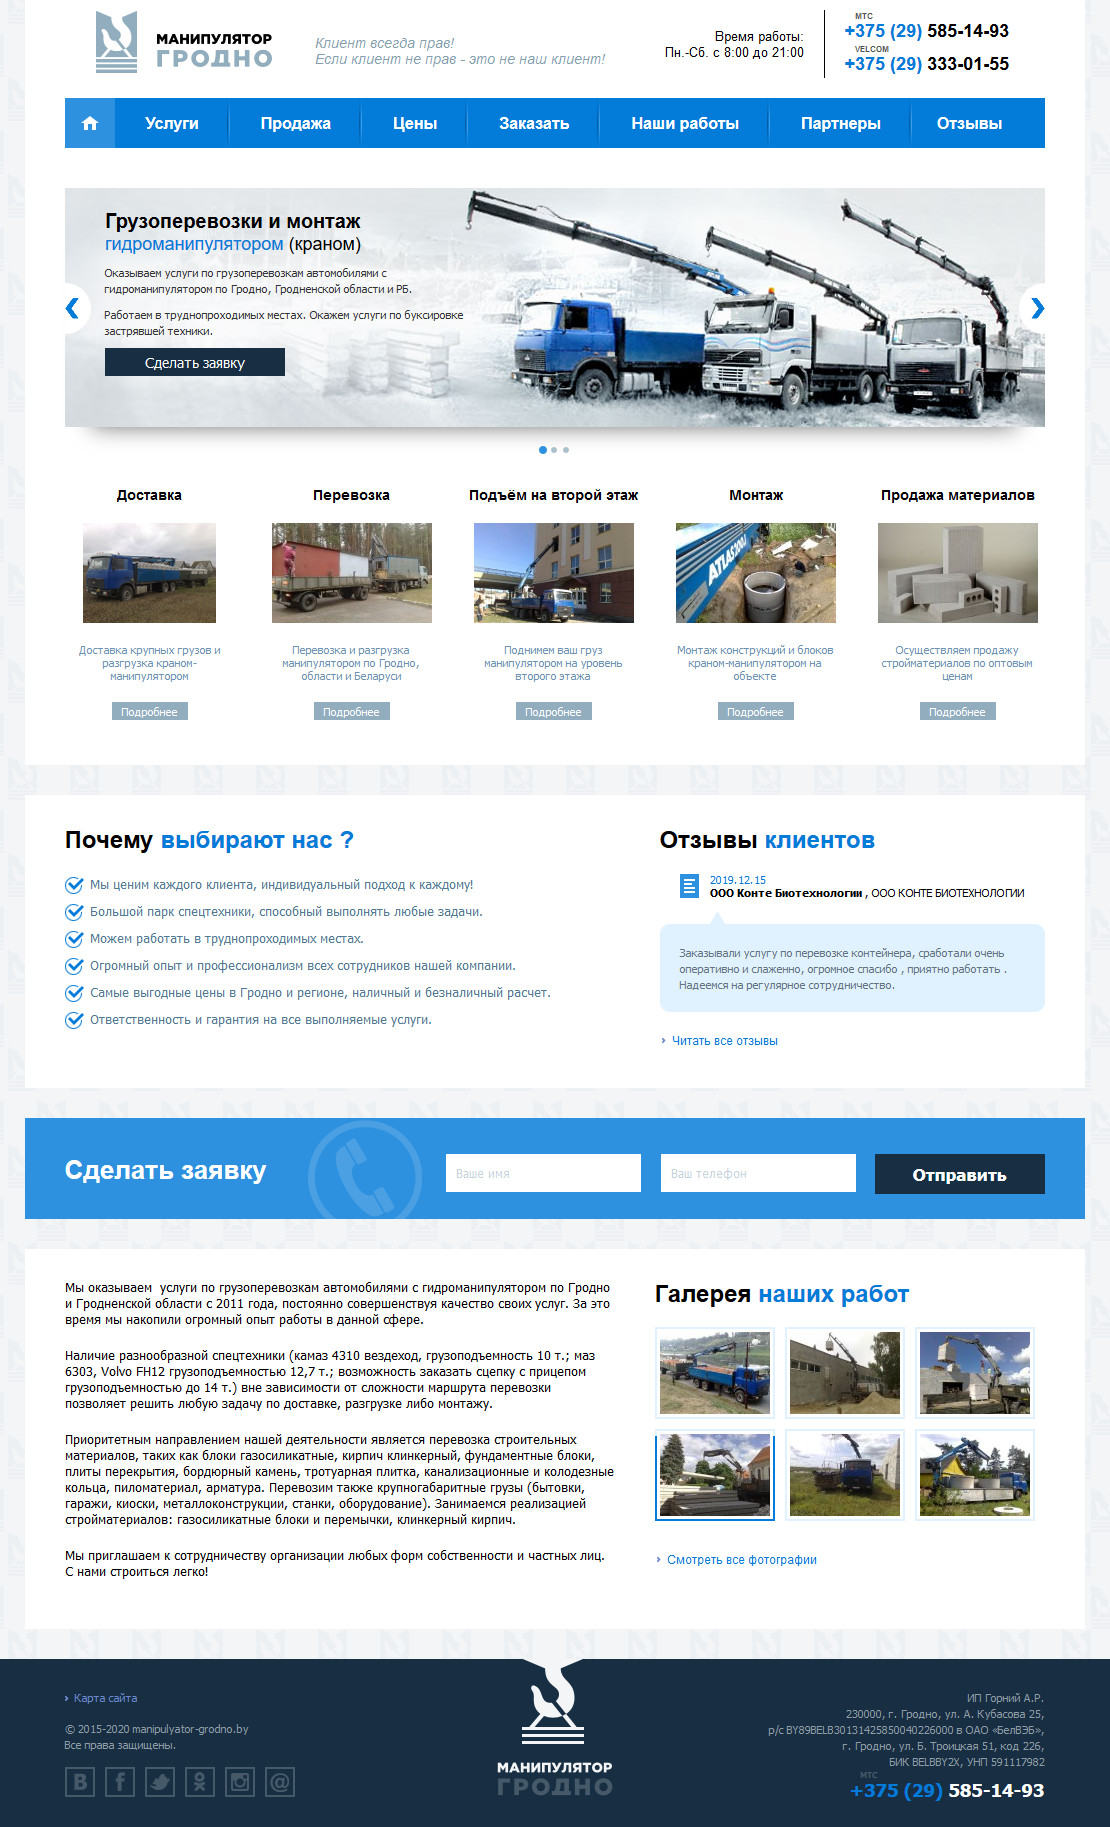 МАНИПУЛЯТОР
ГРОДНО
Клиент всегда прав!
Если клиент не прав - это не наш клиент!
Время работы:
Пн.-Сб. с 8:00 до 21:00
МТС
+375 (29) 585-14-93
VELCOM
+375 (29) 333-01-55
Услуги Продажа Цены Заказать Наши работы Партнеры Отзывы
Грузоперевозки и монтаж
гидроманипулятором (краном)
Оказываем услуги по грузоперевозкам автомобилями с
гидроманипулятором по Гродно, Гродненской области и РБ.
Работаем в труднопроходимых местах. Окажем услуги по буксировке
застрявшей техники.
Сделать заявку
Доставка
Перевозка
Подъём на второй этаж
Монтаж
Продажа материалов
ATLAS 200.1
Доставка крупных грузов и
разгрузка краном-
манипулятором
Перевозка и разгрузка
манипулятором по Гродно,
области и Беларуси
Поднимем ваш груз
манипулятором на уровень
второго этажа
Монтаж конструкций и блоков
краном-манипулятором на
объекте
Осуществляем продажу
стройматериалов по оптовым
ценам
Подробнее Подробнее Подробнее Подробнее Подробнее
Почему выбирают нас ?
Мы ценим каждого клиента, индивидуальный подход к каждому!
Большой парк спецтехники, способный выполнять любые задачи.
Можем работать в труднопроходимых местах.
Огромный опыт и профессионализм всех сотрудников нашей компании.
Самые выгодные цены в Гродно и регионе, наличный и безналичный расчет.
Ответственность и гарантия на все выполняемые услуги.
Отзывы клиентов
2019.12.15
ООО Конте Биотехнологии , ООО КОНТЕ БИОТЕХНОЛОГИИ
Заказывали услугу по перевозке контейнера, сработали очень
оперативно и слаженно, огромное спасибо , приятно работать .
Надеемся на регулярное сотрудничество.
Читать все отзывы
Сделать заявку
Ваше имя
Ваш телефон
Отправить
Мы оказываем  услуги по грузоперевозкам автомобилями с гидроманипулятором по Гродно
и Гродненской области с 2011 года, постоянно совершенствуя качество своих услуг. За это
время мы накопили огромный опыт работы в данной сфере.
Наличие разнообразной спецтехники (камаз 4310 вездеход, грузоподъемность 10 т.; маз
6303, Volvo FH12 грузоподъемностью 12,7 т.; возможность заказать сцепку с прицепом
грузоподъемностью до 14 т.) вне зависимости от сложности маршрута перевозки
позволяет решить любую задачу по доставке, разгрузке либо монтажу.
Приоритетным направлением нашей деятельности является перевозка строительных
материалов, таких как блоки газосиликатные, кирпич клинкерный, фундаментные блоки,
плиты перекрытия, бордюрный камень, тротуарная плитка, канализационные и колодезные
кольца, пиломатериал, арматура. Перевозим также крупногабаритные грузы (бытовки,
гаражи, киоски, металлоконструкции, станки, оборудование). Занимаемся реализацией
стройматериалов: газосиликатные блоки и перемычки, клинкерный кирпич.
Мы приглашаем к сотрудничеству организации любых форм собственности и частных лиц.
С нами строиться легко!
Галерея наших работ
Смотреть все фотографии
Карта сайта
© 2015-2020 manipulyator-grodno.by
Все права защищены.
МАНИПУЛЯТОР
ГРОДНО
ИП Горний А.Р.
230000, г. Гродно, ул. А. Кубасова 25,
р/с BY89BELB30131425850040226000 в ОАО «БелВЭБ»,
г. Гродно, ул. Б. Троицкая 51, код 226,
БИК BELBBY2X, УНП 591117982
МТС
+375 (29) 585-14-93